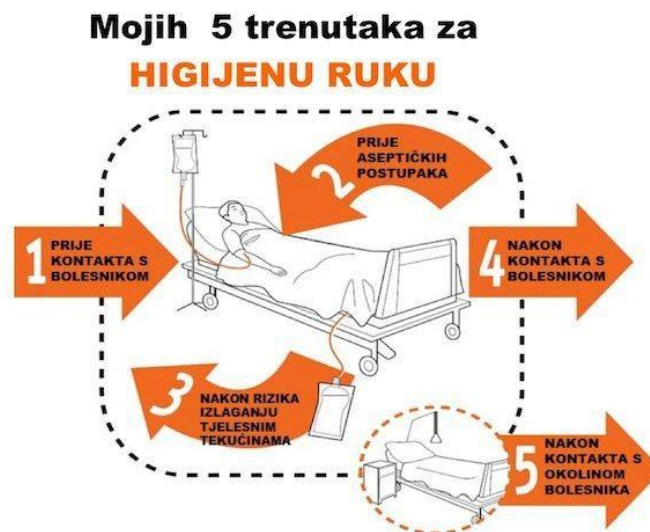 Mojih 5 trenutaka za
HIGIJENU RUKU
2
PRIJE
ASEPTIČKIH
POSTUPAKA
1
PRIJE
KONTAKTA S
BOLESNIKOM
4
NAKON
KONTAKTA S
BOLESNIKOM
3
NAKON RIZIKA
IZLAGANJU
TJELESNIM
TEKUĆINAMA
5
NAKON
KONTAKTA S
OKOLINOM
BOLESNIKA